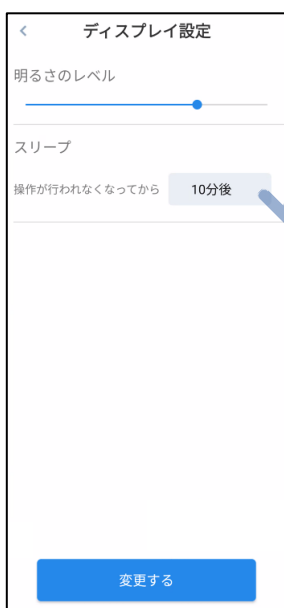 ディスプレイ設定
明るさのレベル
スリープ
操作が行われなくなってから 10分後
変更する